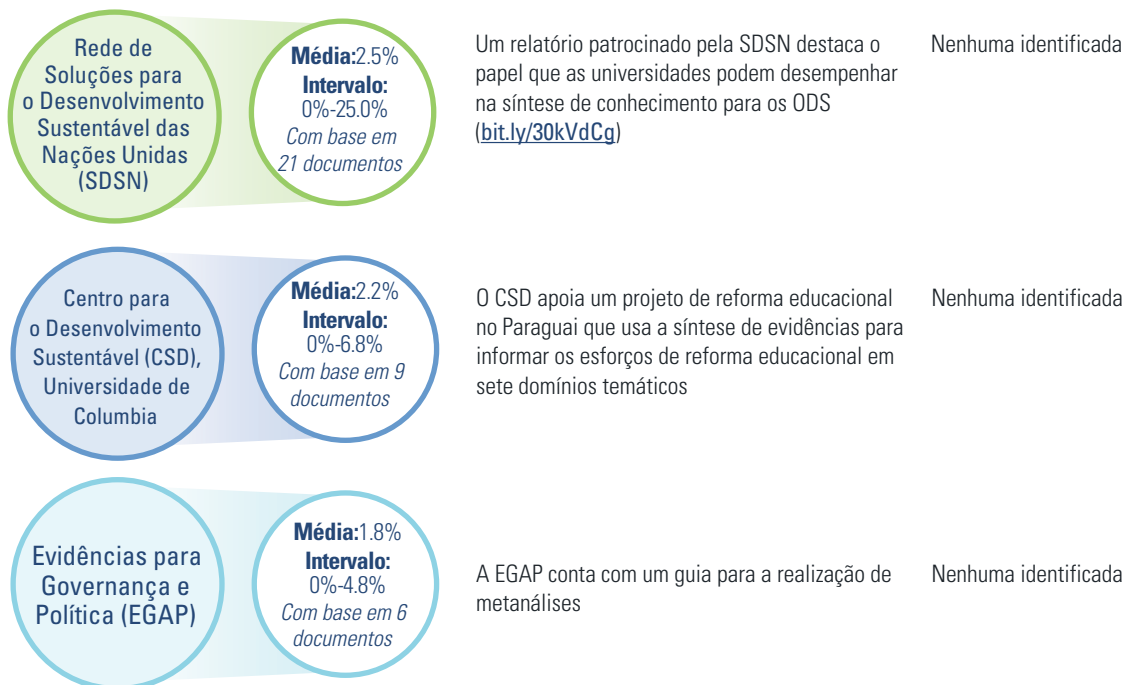 Rede de
Soluções para
o Desenvolvimento
Sustentável das
Nações Unidas
(SDSN)
Média:2.5%
Intervalo:
0%-25.0%
Com base em
21 documentos
Um relatório patrocinado pela SDSN destaca o
papel que as universidades podem desempenhar
na síntese de conhecimento para os ODS
(bit.ly/30kVdCg)
Nenhuma identificada
Centro para
o Desenvolvimento
Sustentável (CSD),
Universidade de
Columbia
Média:2.2%
Intervalo:
0%-6.8%
Com base em 9
documentos
O CSD apoia um projeto de reforma educacional
no Paraguai que usa a síntese de evidências para
informar os esforços de reforma educacional em
sete domínios temáticos
Nenhuma identificada
Evidências para
Governança e
Política (EGAP)
Média:1.8%
Intervalo:
0%-4.8%
Com base em 6
documentos
A EGAP conta com um guia para a realização de
metanálises
Nenhuma identificada